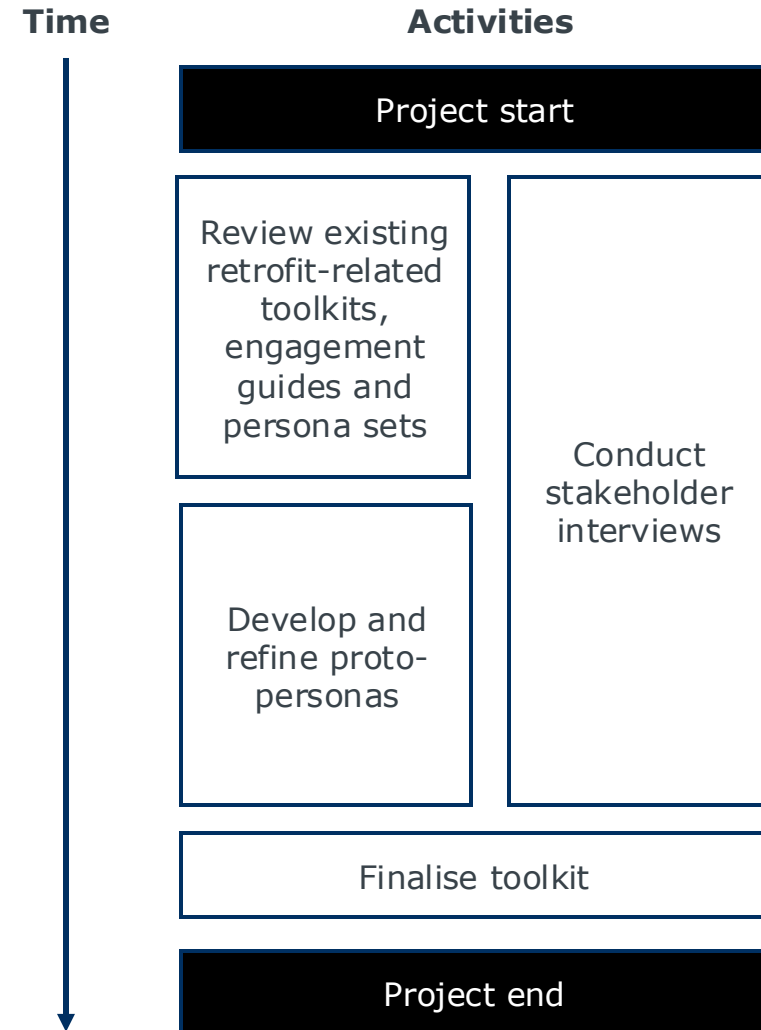 Time
Activities
Project start
Review existing
retrofit-related
toolkits,
engagement
guides and
persona sets
Conduct
stakeholder
interviews
Develop and
refine proto-
personas
Finalise toolkit
Project end